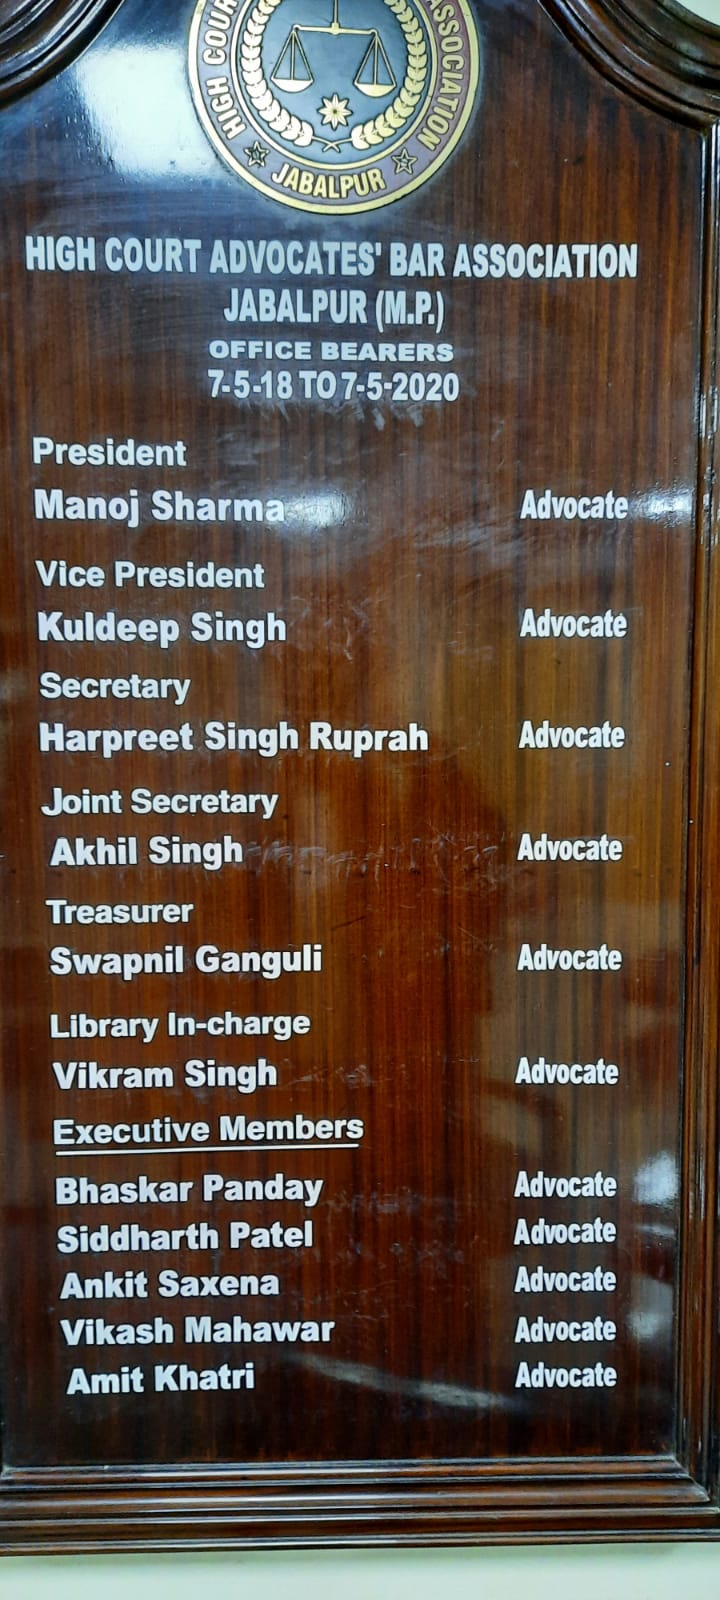 HIGH COUR ASSOCIATION
JABALPUR
HIGH COURT ADVOCATES' BAR ASSOCIATION
JABALPUR (M.P.)
OFFICE BEARERS
7-5-18 TO 7-5-2020
President
Manoj Sharma Advocate
Vice President
Kuldeep Singh Advocate
Secretary
Harpreet Singh Ruprah Advocate
Joint Secretary
Akhil Singh Advocate
Treasurer
Swapnil Ganguli Advocate
Library In-charge
Vikram Singh Advocate
Executive Members
Bhaskar Panday Advocate
Siddharth Patel Advocate
Ankit Saxena Advocate
Vikash Mahawar Advocate
Amit Khatri Advocate